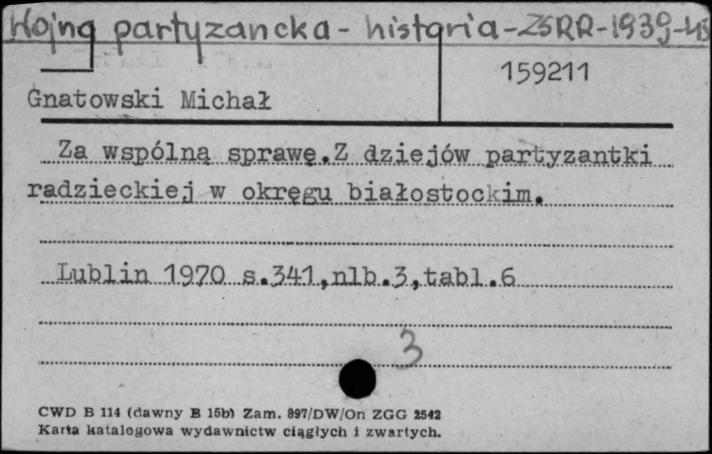 Wojna partyzancka - historia - ZSRR - 1939-45
159211
Gnatowski Michał
Za wspólną sprawę.Z dziejów partyzantki
radzieckiej w okręgu białostockim.
Lublin 1970 s.341,nlb.3,tabl.6
3
CWD B 114 (dawny B 15b) Zam. 897/DW/On ZGG 2542
Karta katalogowa wydawnictw ciągłych i zwartych.